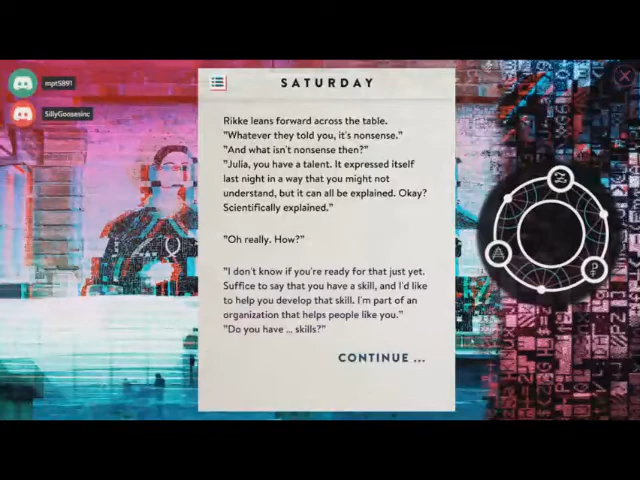 mpt5891
SillyGoosesinc
SATURDAY
Rikke leans forward across the table.
"Whatever they told you, it's nonsense."
"And what isn't nonsense then?"
"Julia, you have a talent. It expressed itself
last night in a way that you might not
understand, but it can all be explained. Okay?
Scientifically explained."
"Oh really. How?"
"I don't know if you're ready for that just yet.
Suffice to say that you have a skill, and I'd like
to help you develop that skill. I'm part of an
organization that helps people like you."
"Do you have ... skills?"
CONTINUE ...